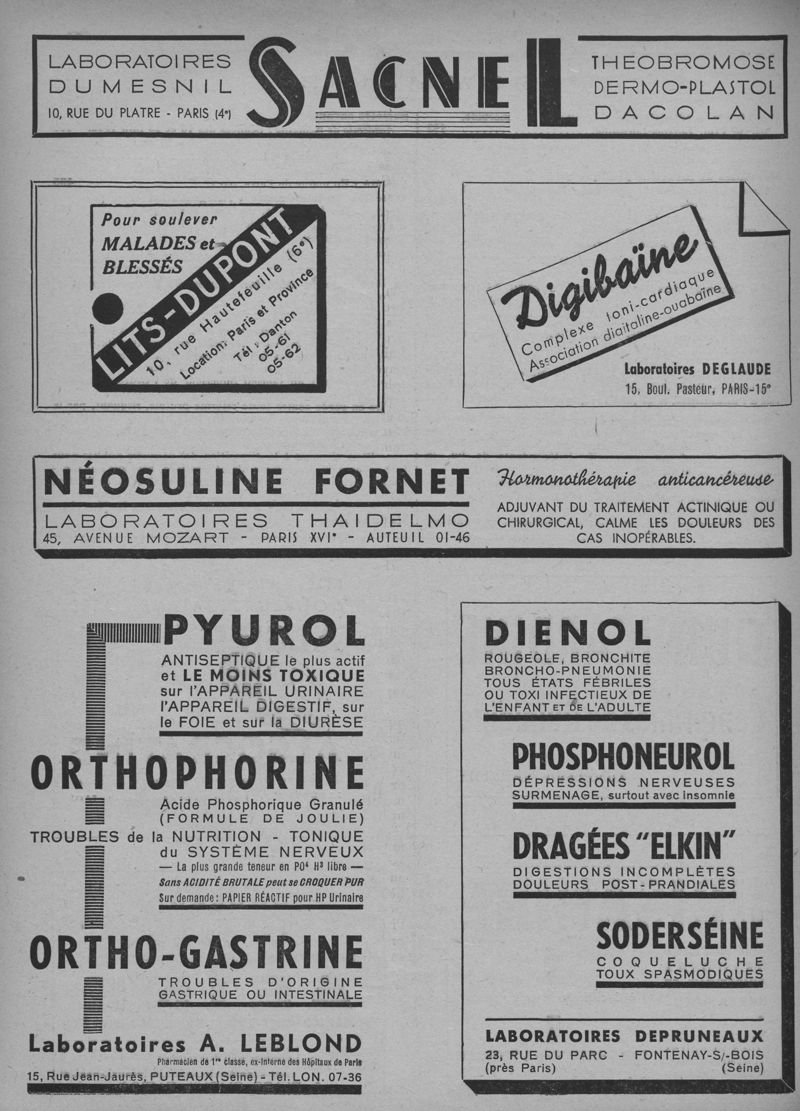 LABORATOIRES
DUMESNIL
10, RUE DU PLATRE - PARIS (4e)
SACNEL
THEOBROMOSE
DERMO-PLASTOL
DACOLAN
Pour soulever
MALADES et
BLESSÉS
LITS-DUPONT
10, rue Hautefeuille (6e)
Location: Paris et Province
Tél : Danton
05-61
05-62
Digibaïne
Complexe toni-cardiaque
Association digitaline-ouabaïne
Laboratoires DEGLAUDE
15, Boul. Pasteur, PARIS-15e
NÉOSULINE FORNET
LABORATOIRES THAIDELMO
45, AVENUE MOZART - PARIS XVIe - AUTEUIL 01-46
Hormonothérapie anticancéreuse
ADJUVANT DU TRAITEMENT ACTINIQUE OU
CHIRURGICAL, CALME LES DOULEURS DES
CAS INOPÉRABLES.
PYUROL
ANTISEPTIQUE le plus actif
et LE MOINS TOXIQUE
sur l'APPAREIL URINAIRE
l'APPAREIL DIGESTIF, sur
le FOIE et sur la DIURÈSE
ORTHOPHORINE
Acide Phosphorique Granulé
(FORMULE DE JOULIE)
TROUBLES de la NUTRITION - TONIQUE
du SYSTÈME NERVEUX
— La plus grande teneur en PO⁴ H³ libre —
Sans ACIDITÉ BRUTALE peut se CROQUER PUR
Sur demande : PAPIER RÉACTIF pour HP Urinaire
ORTHO-GASTRINE
TROUBLES D'ORIGINE
GASTRIQUE OU INTESTINALE
Laboratoires A. LEBLOND
Pharmacien de 1re classe, ex-Interne des Hôpitaux de Paris
15, Rue Jean-Jaurès, PUTEAUX (Seine) - Tél. LON. 07-36
DIENOL
ROUGEOLE, BRONCHITE
BRONCHO-PNEUMONIE
TOUS ÉTATS FÉBRILES
OU TOXI INFECTIEUX DE
L'ENFANT ET DE L'ADULTE
PHOSPHONEUROL
DÉPRESSIONS NERVEUSES
SURMENAGE, surtout avec insomnie
DRAGÉES "ELKIN"
DIGESTIONS INCOMPLÈTES
DOULEURS POST-PRANDIALES
SODERSÉINE
COQUELUCHE
TOUX SPASMODIQUES
LABORATOIRES DEPRUNEAUX
23, RUE DU PARC - FONTENAY-S/-BOIS
(près Paris) (Seine)